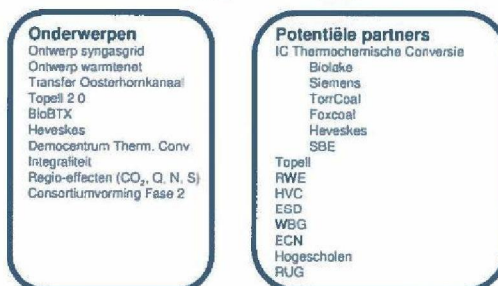 Onderwerpen
Ontwerp syngasgrid
Ontwerp warmtenet
Transfer Oosterhornkanaal
Topell 2.0
BioBTX
Heveskes
Democentrum Therm. Conv
Integraliteit
Regio-effecten (CO₂, Q, N, S)
Consortiumvorming Fase 2
Potentiële partners
IC Thermochemische Conversie
Biolake
Siemens
TorrCoal
Foxcoal
Heveskes
SBE
Topell
RWE
HVC
ESD
WBG
ECN
Hogescholen
RUG